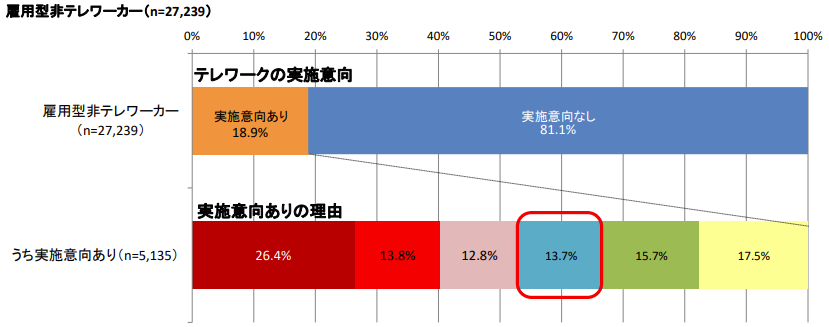 雇用型非テレワーカー(n=27,239)
0% 10% 20% 30% 40% 50% 60% 70% 80% 90% 100%
テレワークの実施意向
雇用型非テレワーカー
(n=27,239)
実施意向あり
18.9%
実施意向なし
81.1%
実施意向ありの理由
うち実施意向あり(n=5,135)
26.4% 13.8% 12.8% 13.7% 15.7% 17.5%